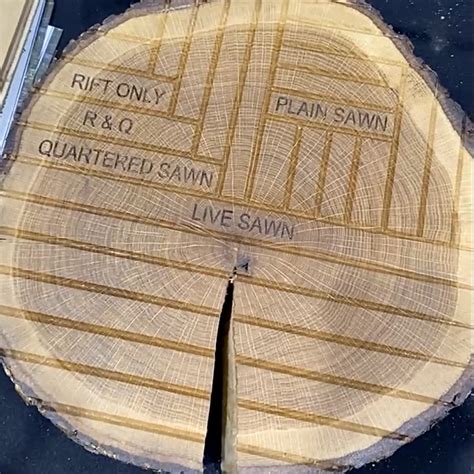 RIFT ONLY
R & Q
QUARTERED SAWN
PLAIN SAWN
LIVE SAWN